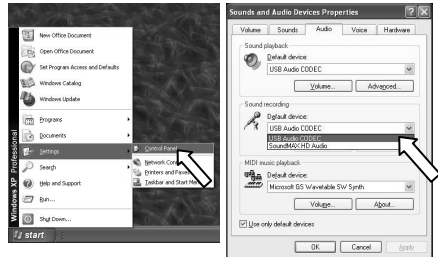 New Office Document
Open Office Document
Set Program Access and Defaults
Windows Catalog
Windows Update
Programs
Documents
Settings
Search
Help and Support
Run...
Shut Down...
Control Panel
Network Con
Printers and Faxes
Taskbar and Start Me
Windows XP Professional
start
Sounds and Audio Devices Properties
Volume Sounds Audio Voice Hardware
Sound playback
Default device:
USB Audio CODEC
Volume... Advanced...
Sound recording
Default device:
USB Audio CODEC
USB Audio CODEC
SoundMAX HD Audio
MIDI music playback
Default device:
Microsoft GS Wavetable SW Synth
Volume... About...
Use only default devices
OK Cancel Apply